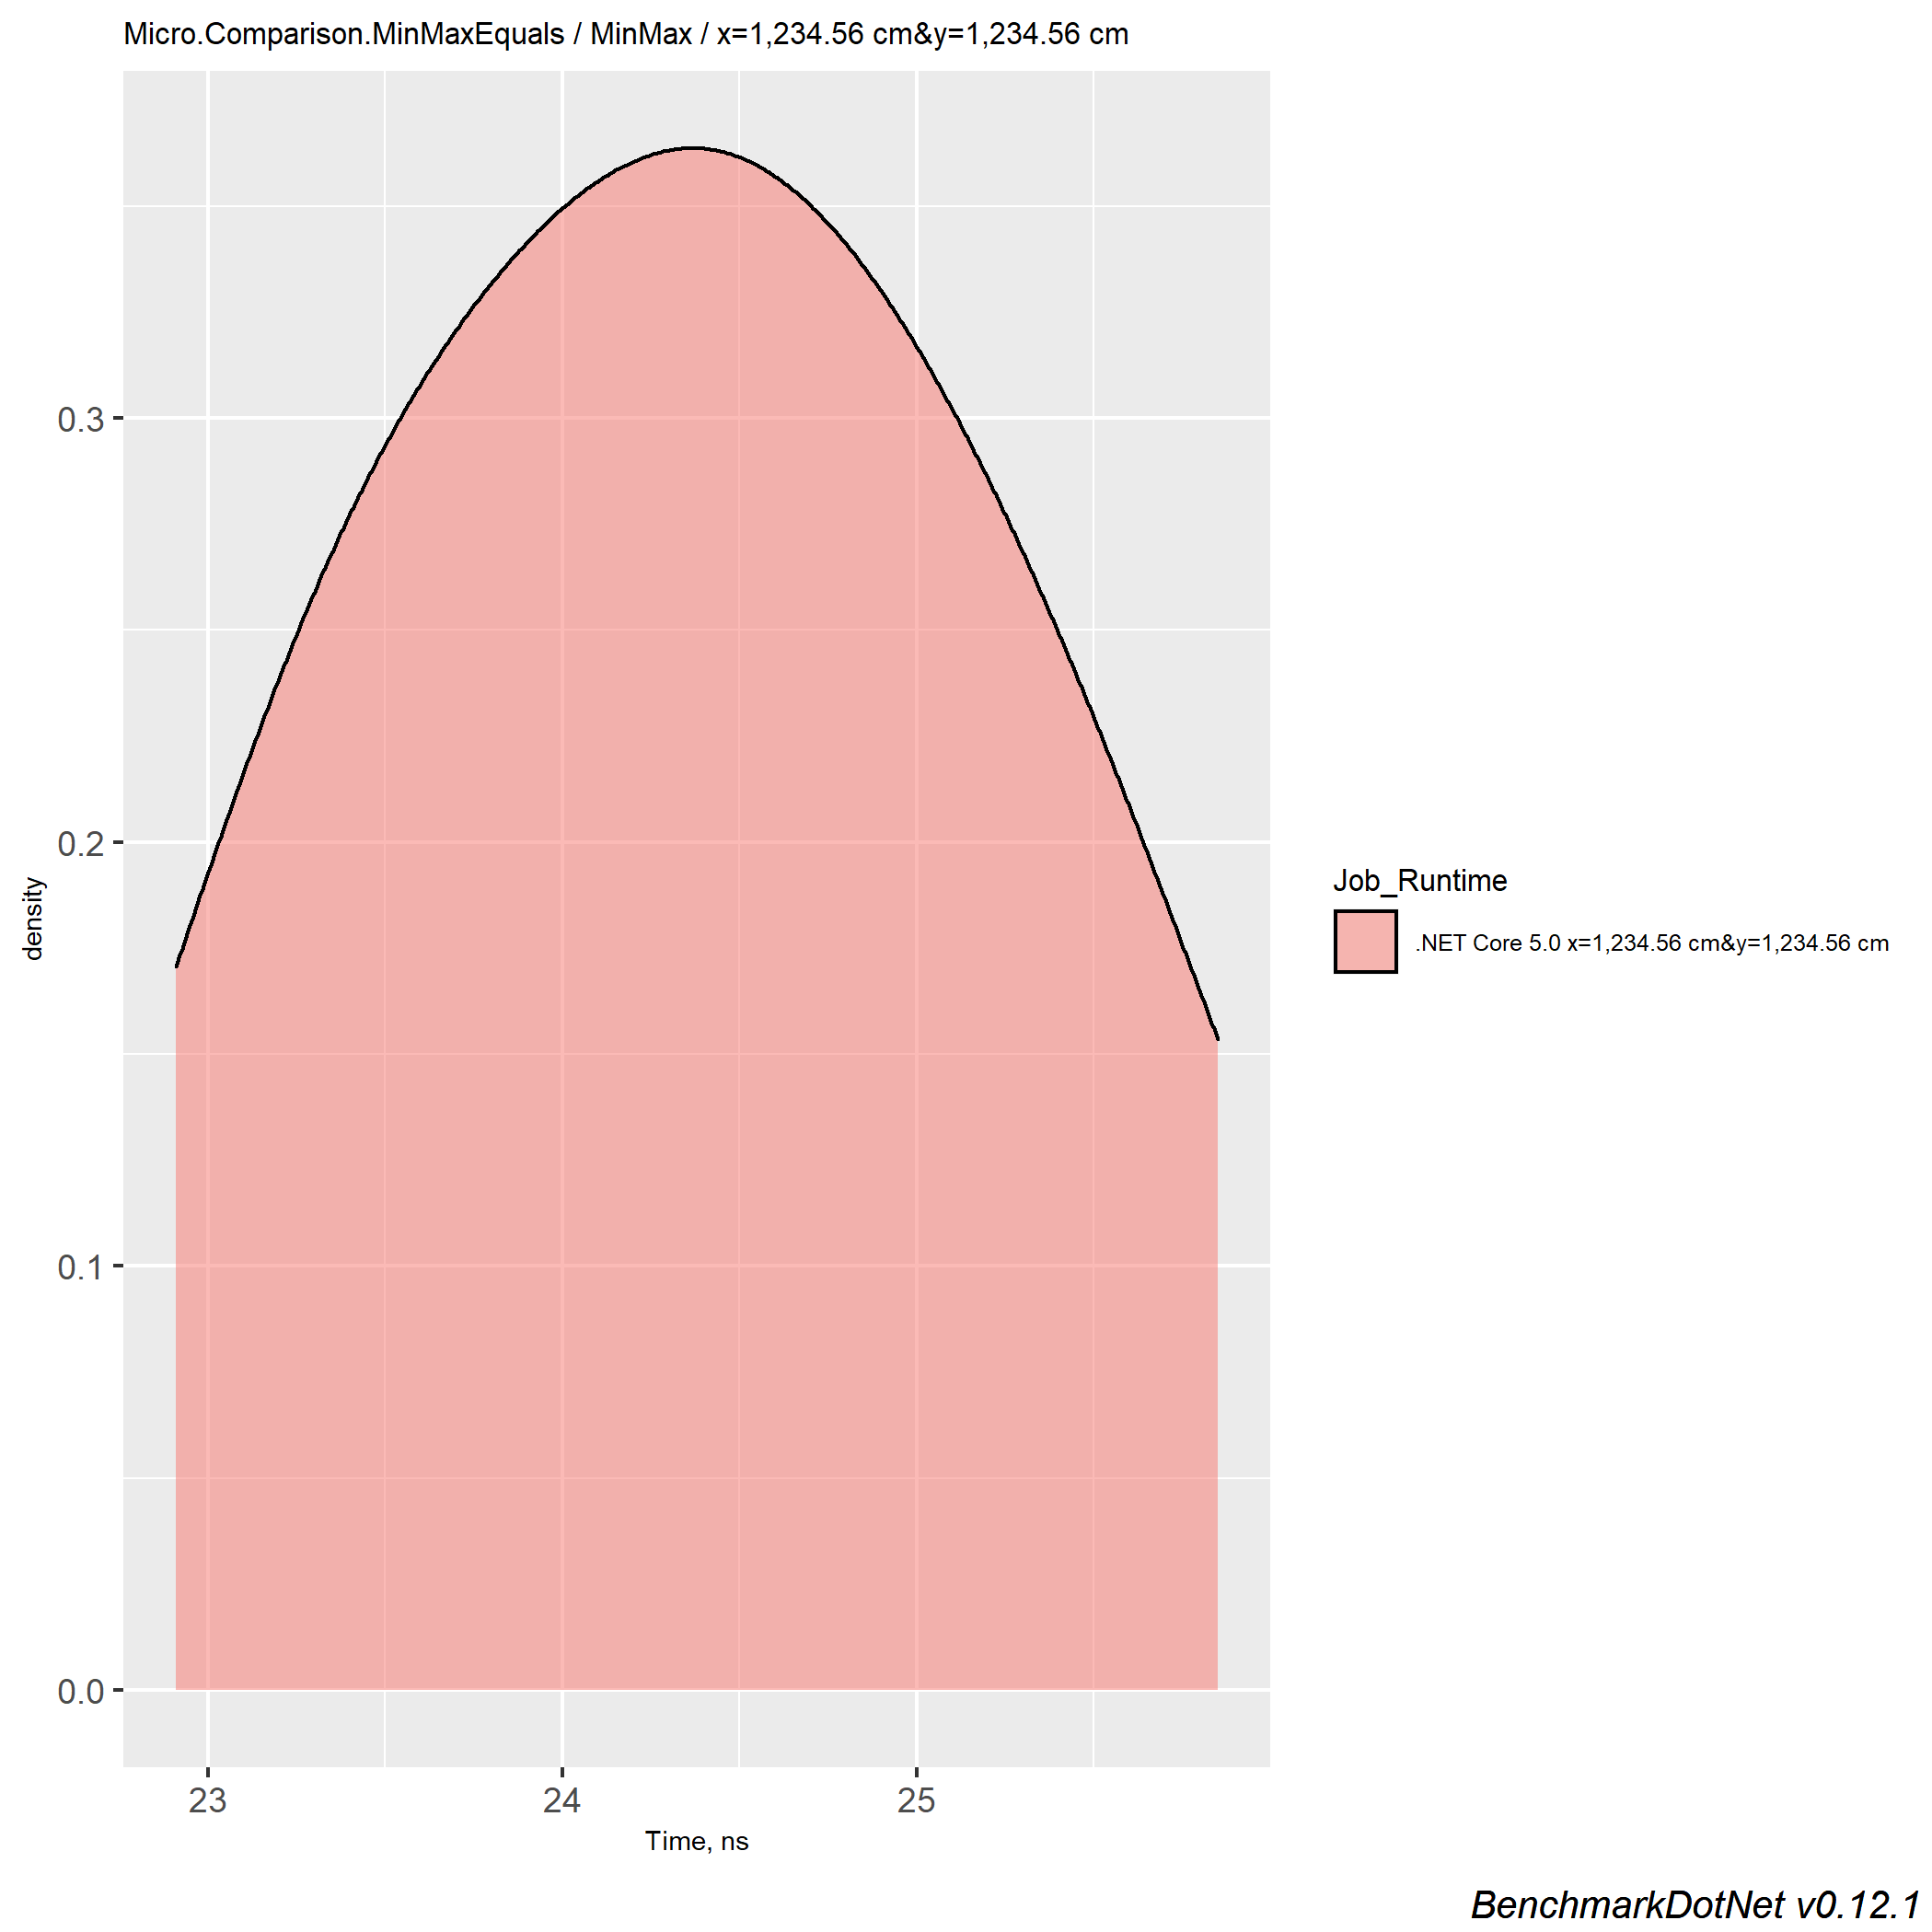 Micro.Comparison.MinMaxEquals / MinMax / x=1,234.56 cm&y=1,234.56 cm
0.3
0.2
0.1
0.0
density
23
24
25
Time, ns
Job_Runtime
.NET Core 5.0 x=1,234.56 cm&y=1,234.56 cm
BenchmarkDotNet v0.12.1